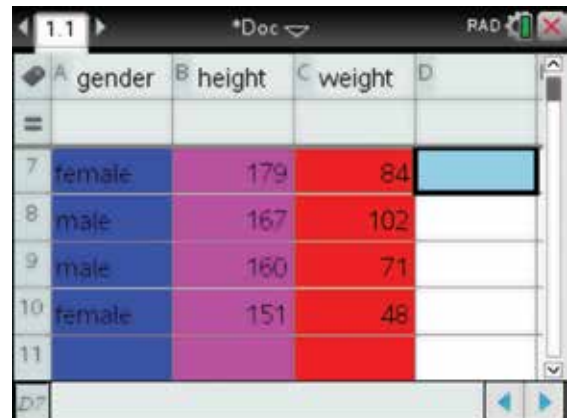 1.1 *Doc RAD
A gender B height C weight D
=
7 female 179 84
8 male 167 102
9 male 160 71
10 female 151 48
11
D7